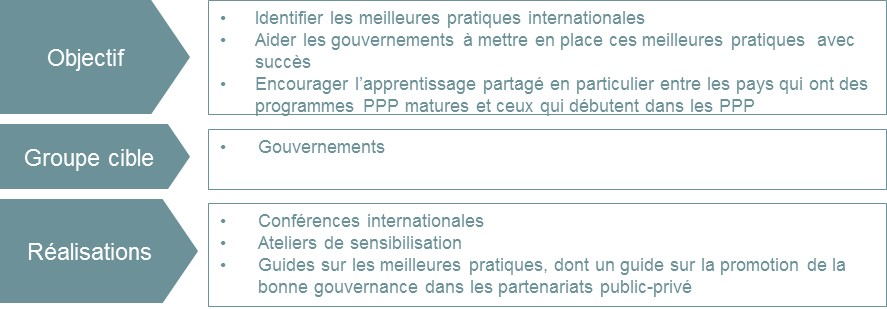 Objectif
• Identifier les meilleures pratiques internationales
• Aider les gouvernements à mettre en place ces meilleures pratiques avec
succès
• Encourager l’apprentissage partagé en particulier entre les pays qui ont des
programmes PPP matures et ceux qui débutent dans les PPP
Groupe cible
• Gouvernements
Réalisations
• Conférences internationales
• Ateliers de sensibilisation
• Guides sur les meilleures pratiques, dont un guide sur la promotion de la
bonne gouvernance dans les partenariats public-privé